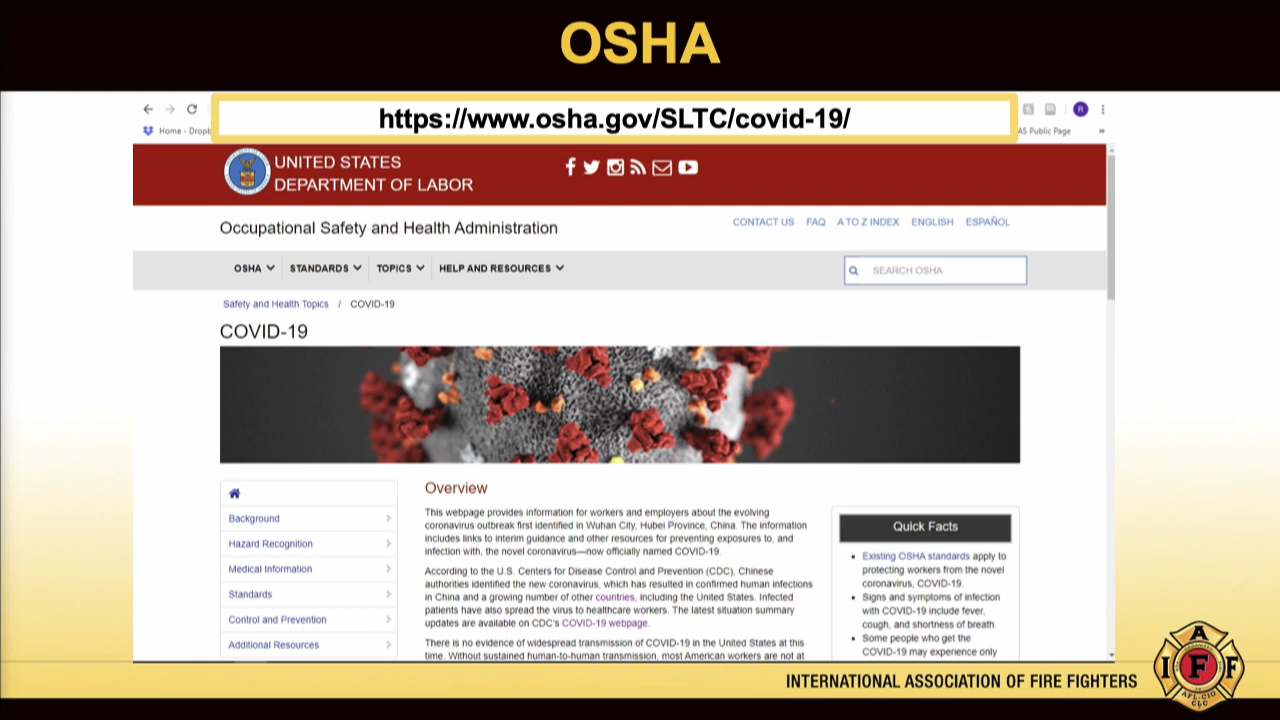 OSHA
https://www.osha.gov/SLTC/covid-19/
Home - Dropb
AS Public Page
R
UNITED STATES
DEPARTMENT OF LABOR
Occupational Safety and Health Administration
CONTACT US FAQ A TO Z INDEX ENGLISH ESPAÑOL
OSHA STANDARDS TOPICS HELP AND RESOURCES
SEARCH OSHA
Safety and Health Topics / COVID-19
COVID-19
Background
Hazard Recognition
Medical Information
Standards
Control and Prevention
Additional Resources
Overview
This webpage provides information for workers and employers about the evolving
coronavirus outbreak first identified in Wuhan City, Hubei Province, China. The information
includes links to interim guidance and other resources for preventing exposures to, and
infection with, the novel coronavirus—now officially named COVID-19.
According to the U.S. Centers for Disease Control and Prevention (CDC), Chinese
authorities identified the new coronavirus, which has resulted in confirmed human infections
in China and a growing number of other countries, including the United States. Infected
patients have also spread the virus to healthcare workers. The latest situation summary
updates are available on CDC's COVID-19 webpage.
There is no evidence of widespread transmission of COVID-19 in the United States at this
time. Without sustained human-to-human transmission, most American workers are not at
Quick Facts
Existing OSHA standards apply to
protecting workers from the novel
coronavirus, COVID-19.
Signs and symptoms of infection
with COVID-19 include fever,
cough, and shortness of breath.
Some people who get the
COVID-19 may experience only
INTERNATIONAL ASSOCIATION OF FIRE FIGHTERS
A
I F F
AFL-CIO
CLC